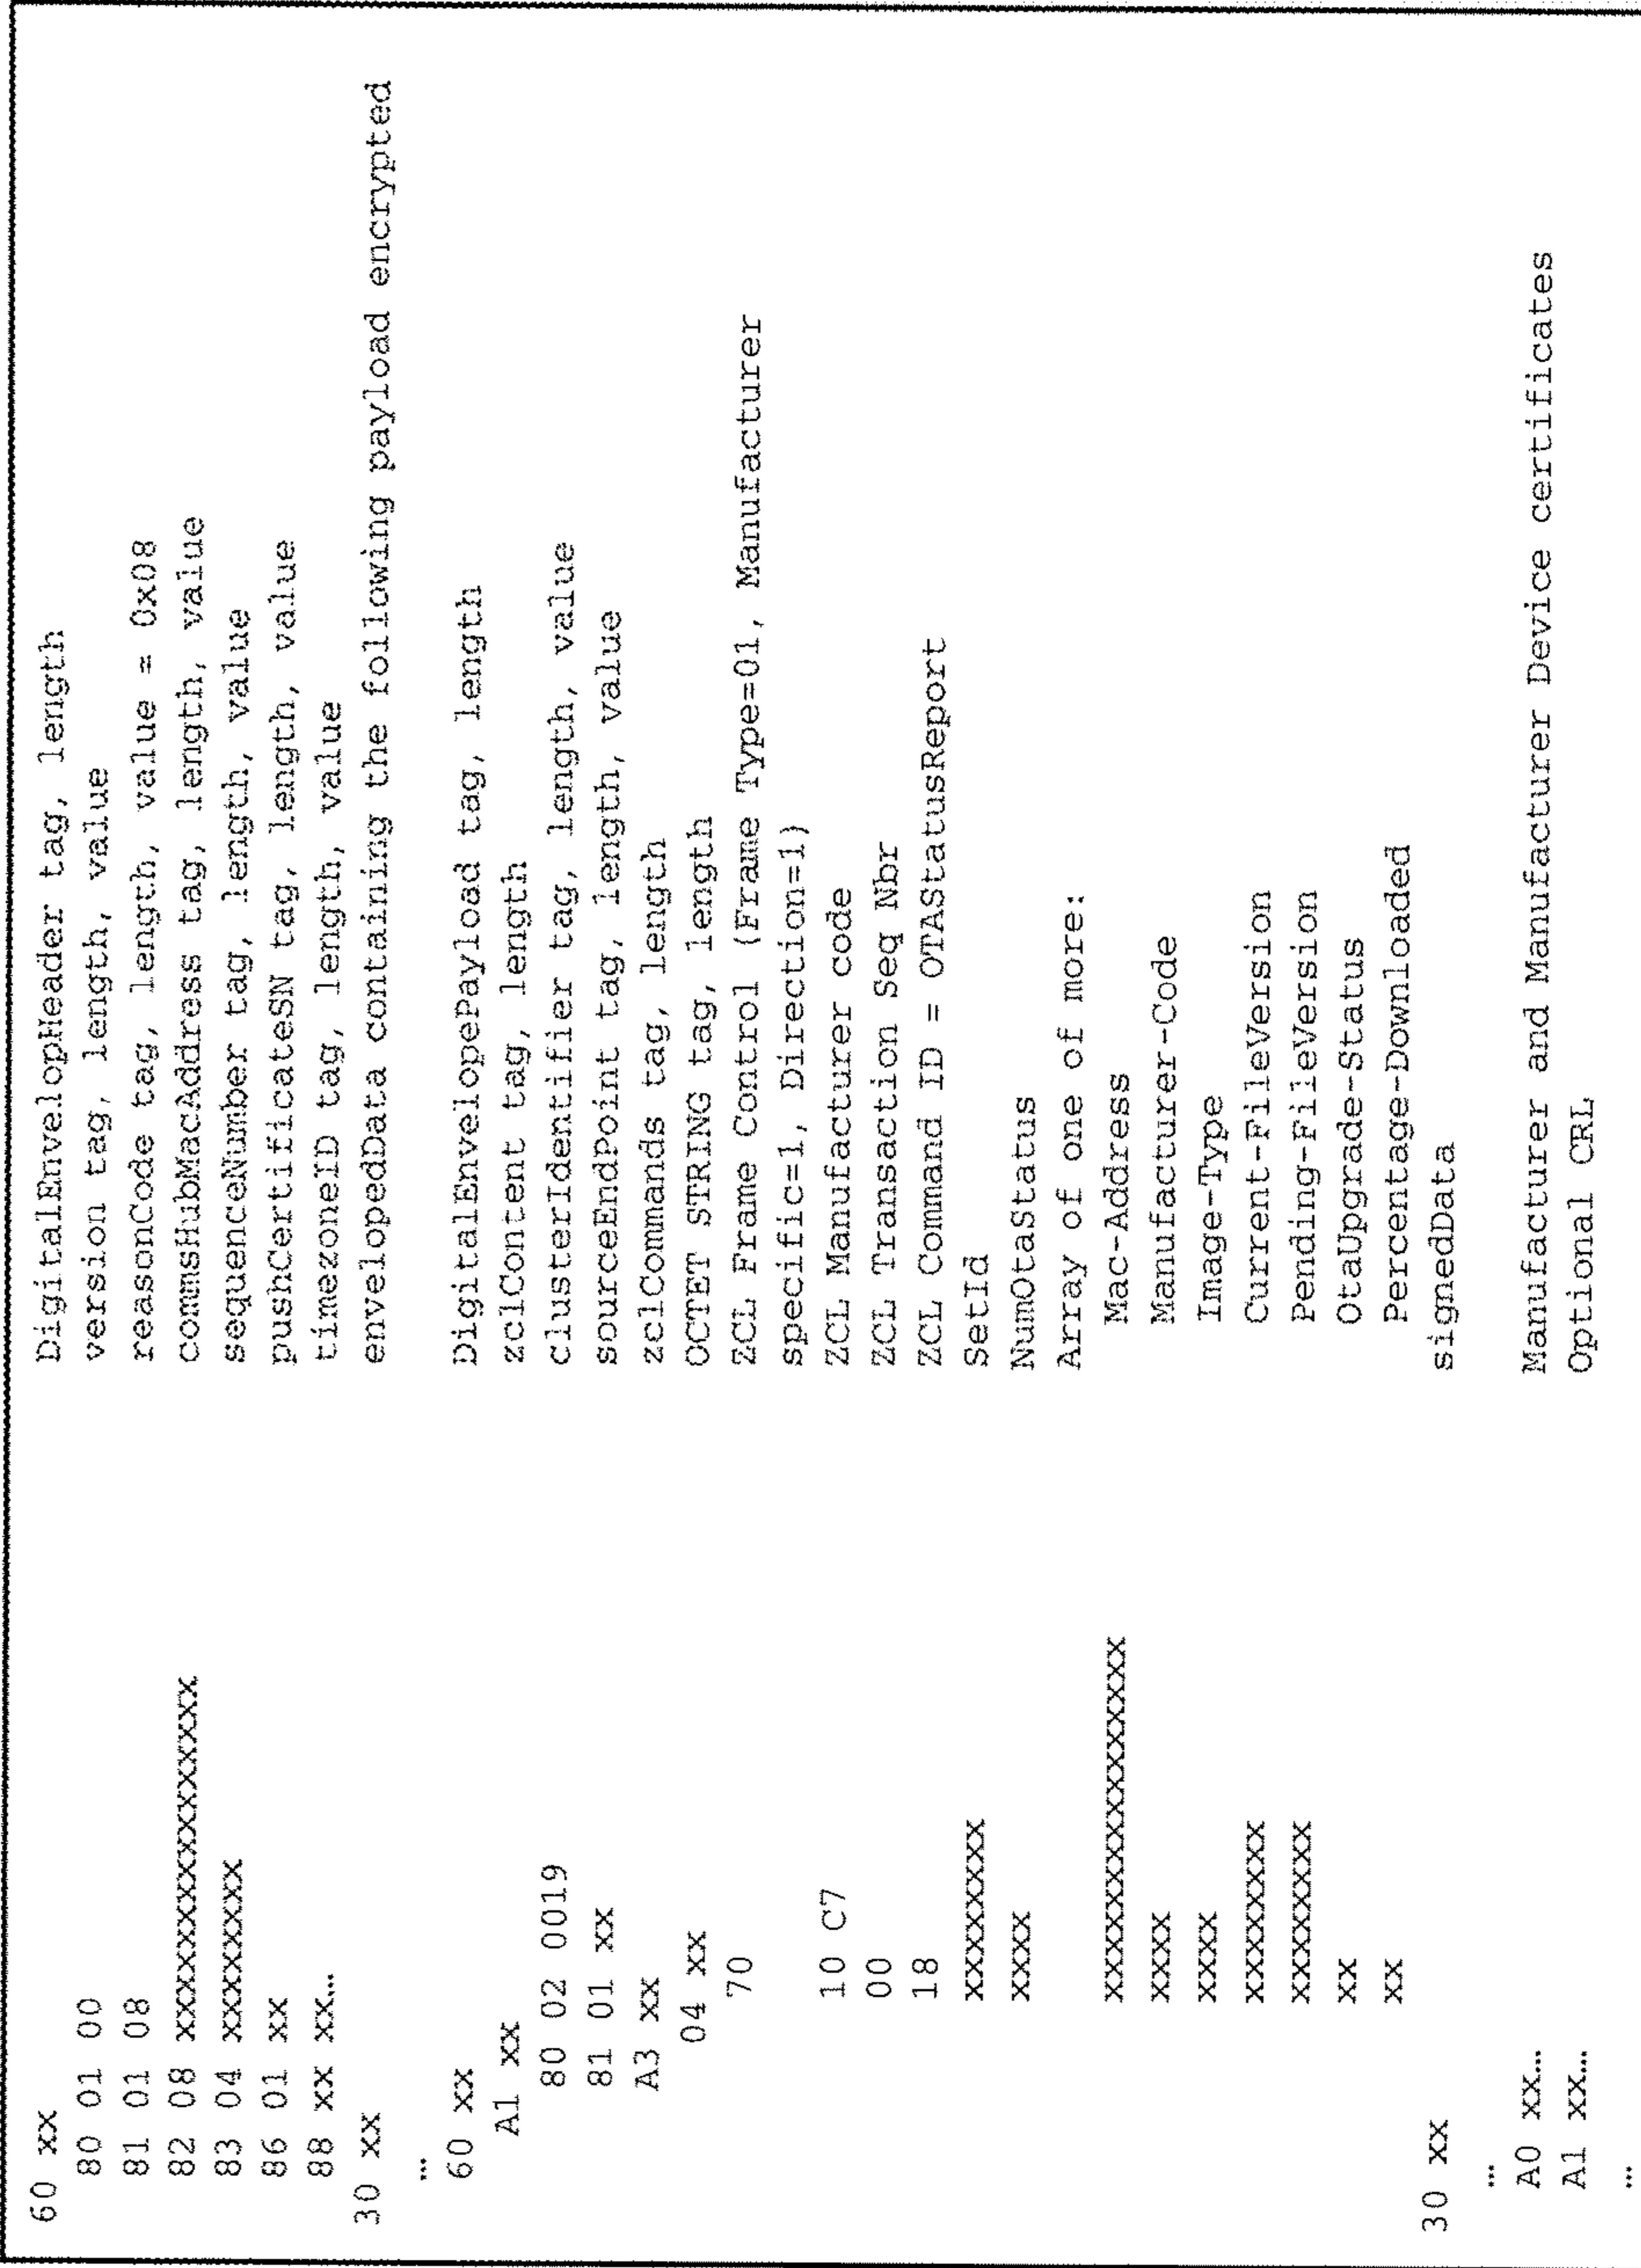 60 xx DigitalEnvelopHeader tag, length
80 01 00 version tag, length, value
81 01 08 reasonCode tag, length, value = 0x08
82 08 xxxxxxxxxxxxxxxx commsHubMacAddress tag, length, value
83 04 xxxxxxxx sequenceNumber tag, length, value
86 01 xx pushCertificateSN tag, length, value
88 xx xx… timezoneID tag, length, value
30 xx envelopedData containing the following payload encrypted
…
60 xx DigitalEnvelopePayload tag, length
A1 xx zclContent tag, length
80 02 0019 clusterIdentifier tag, length, value
81 01 xx sourceEndPoint tag, length, value
A3 xx zclCommands tag, length
04 xx OCTET STRING tag, length
70 ZCL Frame Control (Frame Type=01, Manufacturer
specific=1, Direction=1)
10 C7 ZCL Manufacturer code
00 ZCL Transaction Seq Nbr
18 ZCL Command ID = OTAStatusReport
xxxxxxxx SetId
xxxx NumOtaStatus
Array of one of more:
xxxxxxxxxxxxxxxx Mac-Address
xxxx Manufacturer-Code
xxxx Image-Type
xxxxxxxx Current-FileVersion
xxxxxxxx Pending-FileVersion
xx OtaUpgrade-Status
xx Percentage-Downloaded
30 xx signedData
…
A0 xx… Manufacturer and Manufacturer Device certificates
A1 xx… Optional CRL
…